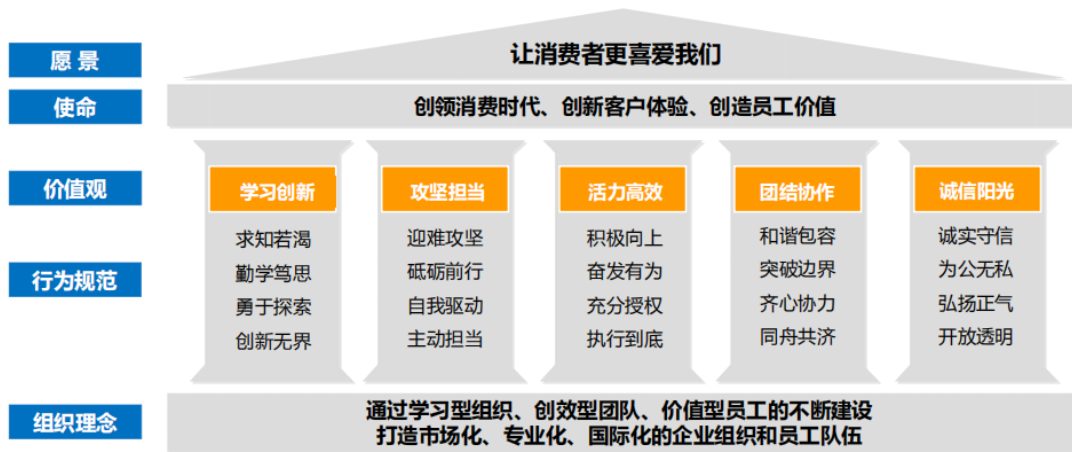 愿景
让消费者更喜爱我们
使命
创领消费时代、创新客户体验、创造员工价值
价值观
学习创新
攻坚担当
活力高效
团结协作
诚信阳光
行为规范
求知若渴
勤学笃思
勇于探索
创新无界
迎难攻坚
砥砺前行
自我驱动
主动担当
积极向上
奋发有为
充分授权
执行到底
和谐包容
突破边界
齐心协力
同舟共济
诚实守信
为公无私
弘扬正气
开放透明
组织理念
通过学习型组织、创效型团队、价值型员工的不断建设
打造市场化、专业化、国际化的企业组织和员工队伍